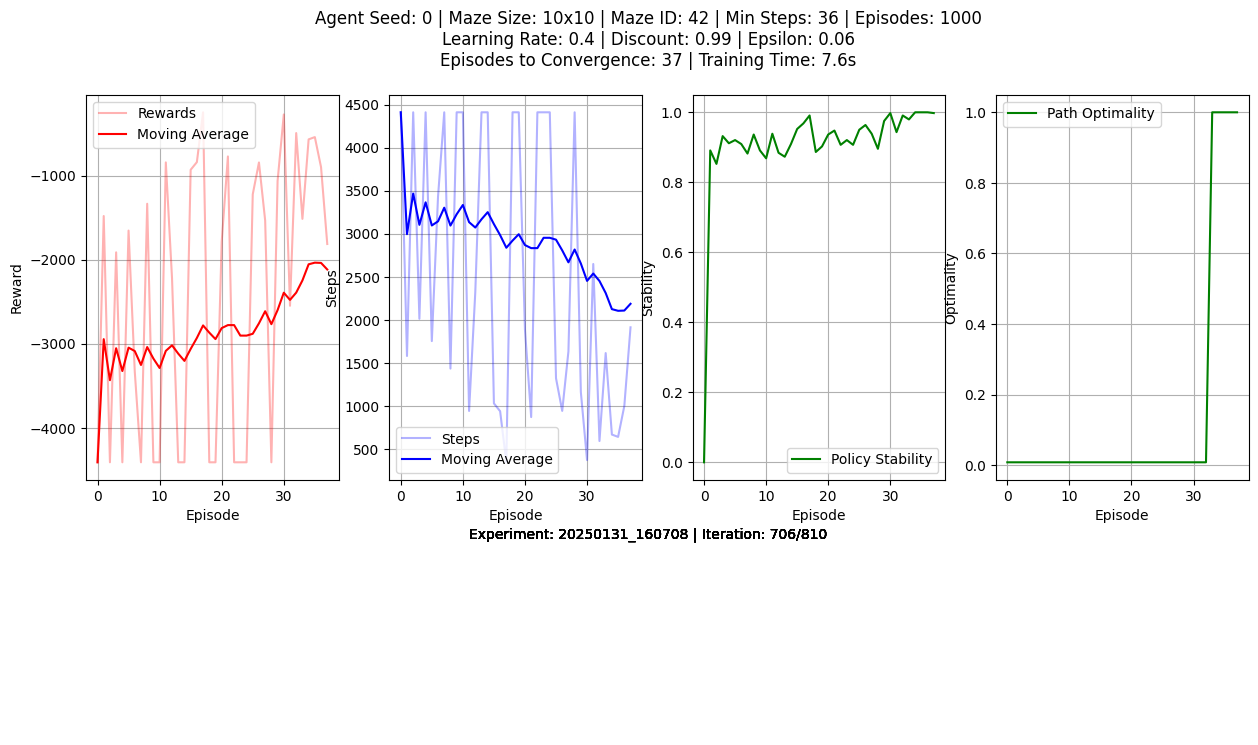 Agent Seed: 0 | Maze Size: 10x10 | Maze ID: 42 | Min Steps: 36 | Episodes: 1000
Learning Rate: 0.4 | Discount: 0.99 | Epsilon: 0.06
Episodes to Convergence: 37 | Training Time: 7.6s
Rewards
Moving Average
−1000
−2000
−3000
−4000
Reward
0
10
20
30
Episode
4500
4000
3500
3000
2500
2000
1500
1000
500
Steps
Steps
Moving Average
0
10
20
30
Episode
1.0
0.8
0.6
0.4
0.2
0.0
Stability
Policy Stability
0
10
20
30
Episode
Path Optimality
1.0
0.8
0.6
0.4
0.2
0.0
Optimality
0
10
20
30
Episode
Experiment: 20250131_160708 | Iteration: 706/810